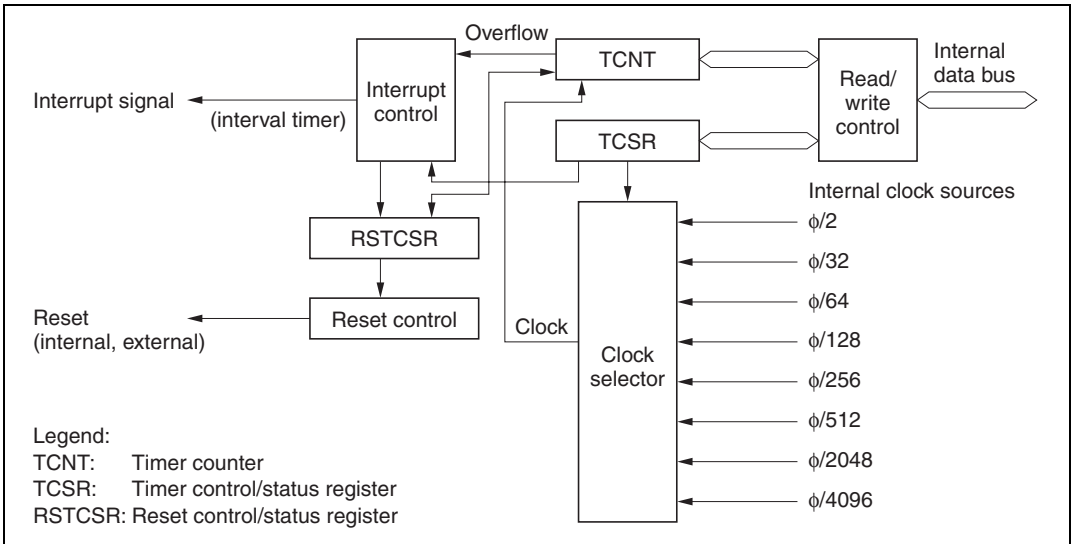 Overflow
TCNT
Internal
data bus
Read/
write
control
Interrupt
control
Interrupt signal
(interval timer)
TCSR
Internal clock sources
RSTCSR
ϕ/2
ϕ/32
ϕ/64
Reset
(internal, external)
Reset control
Clock
ϕ/128
Clock
selector
ϕ/256
ϕ/512
ϕ/2048
ϕ/4096
Legend:
TCNT: Timer counter
TCSR: Timer control/status register
RSTCSR: Reset control/status register